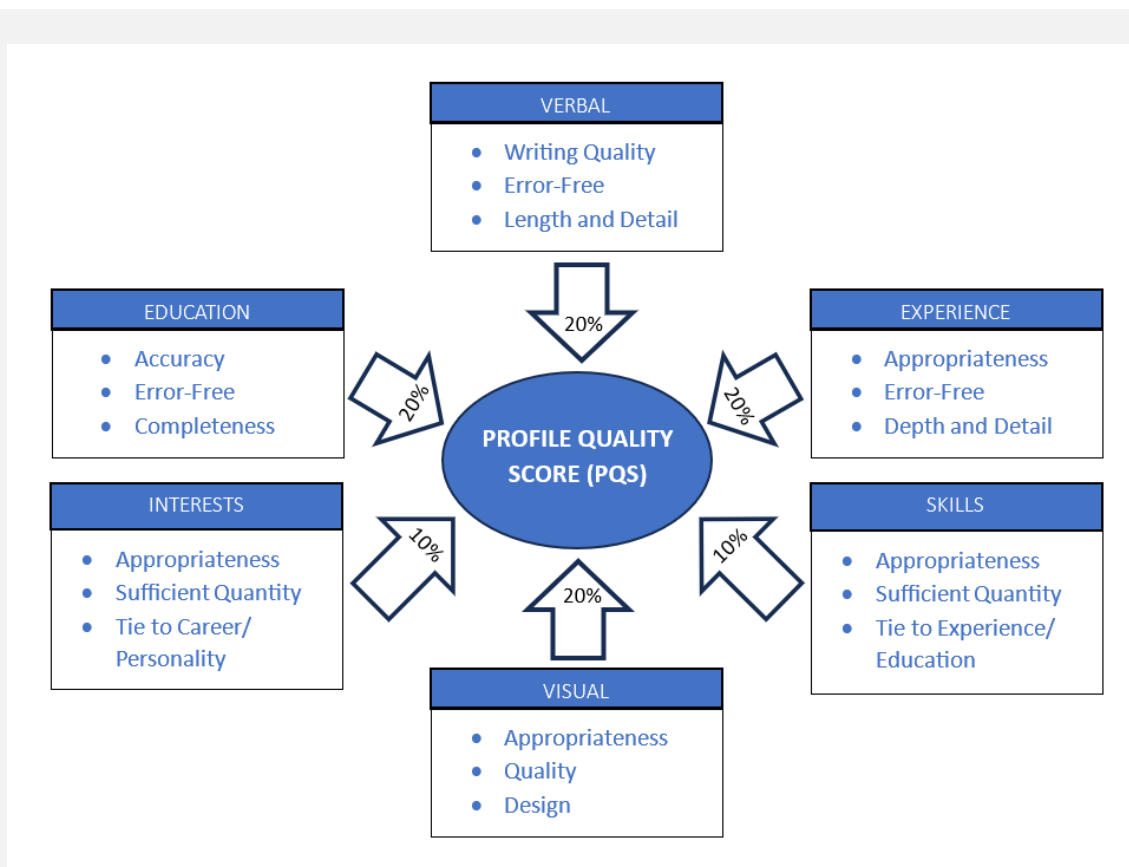 VERBAL
• Writing Quality
• Error-Free
• Length and Detail
20%
EDUCATION
• Accuracy
• Error-Free
• Completeness
20%
EXPERIENCE
• Appropriateness
• Error-Free
• Depth and Detail
20%
PROFILE QUALITY
SCORE (PQS)
INTERESTS
• Appropriateness
• Sufficient Quantity
• Tie to Career/
Personality
10%
SKILLS
• Appropriateness
• Sufficient Quantity
• Tie to Experience/
Education
10%
20%
VISUAL
• Appropriateness
• Quality
• Design